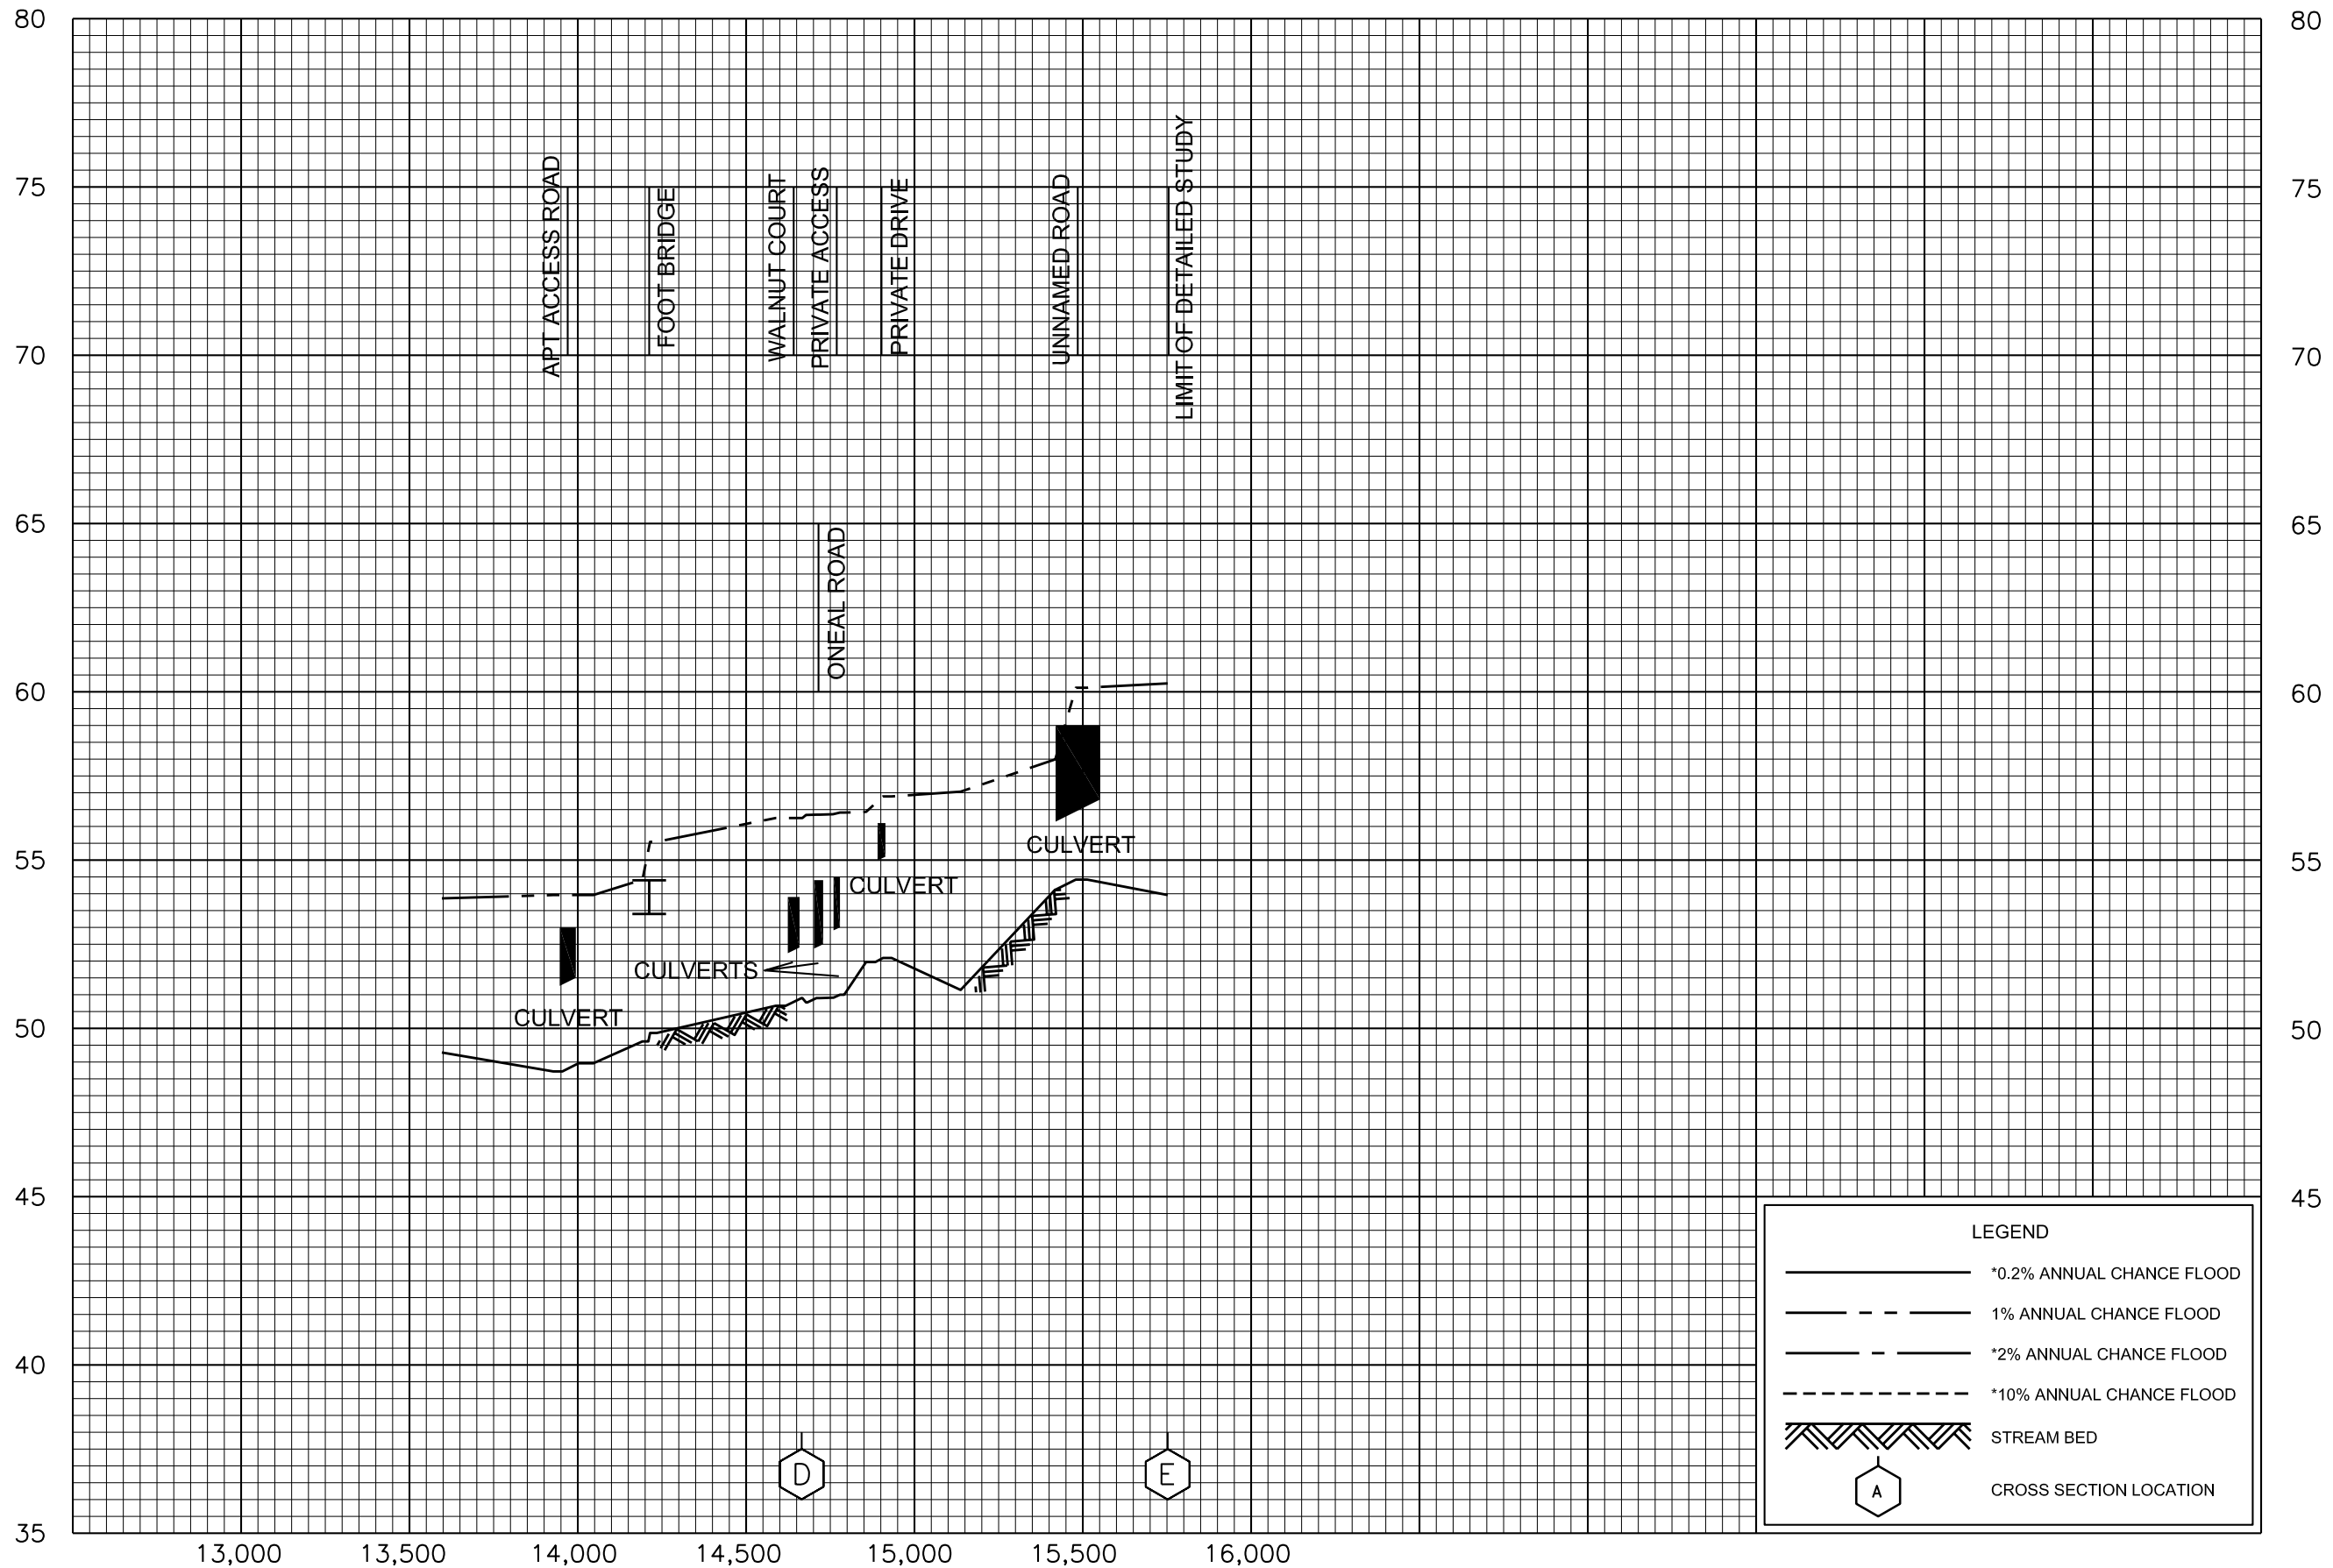 80
80
75
75
70
70
65
65
60
60
55
55
50
50
45
45
40
35
APT ACCESS ROAD
FOOT BRIDGE
WALNUT COURT
PRIVATE ACCESS
PRIVATE DRIVE
UNNAMED ROAD
LIMIT OF DETAILED STUDY
ONEAL ROAD
CULVERT
CULVERT
CULVERTS
CULVERT
D
E
13,000
13,500
14,000
14,500
15,000
15,500
16,000
LEGEND
*0.2% ANNUAL CHANCE FLOOD
1% ANNUAL CHANCE FLOOD
*2% ANNUAL CHANCE FLOOD
*10% ANNUAL CHANCE FLOOD
STREAM BED
A
CROSS SECTION LOCATION